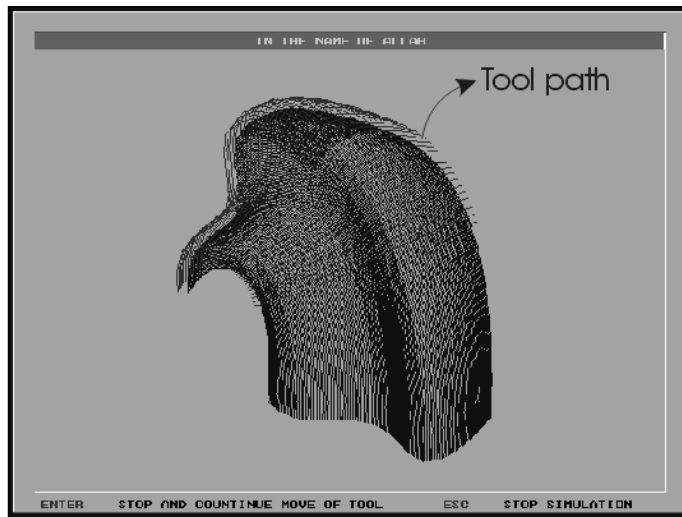 IN THE NAME OF ALLAH
Tool path
ENTER STOP AND COUNTINUE MOVE OF TOOL ESC STOP SIMULATION